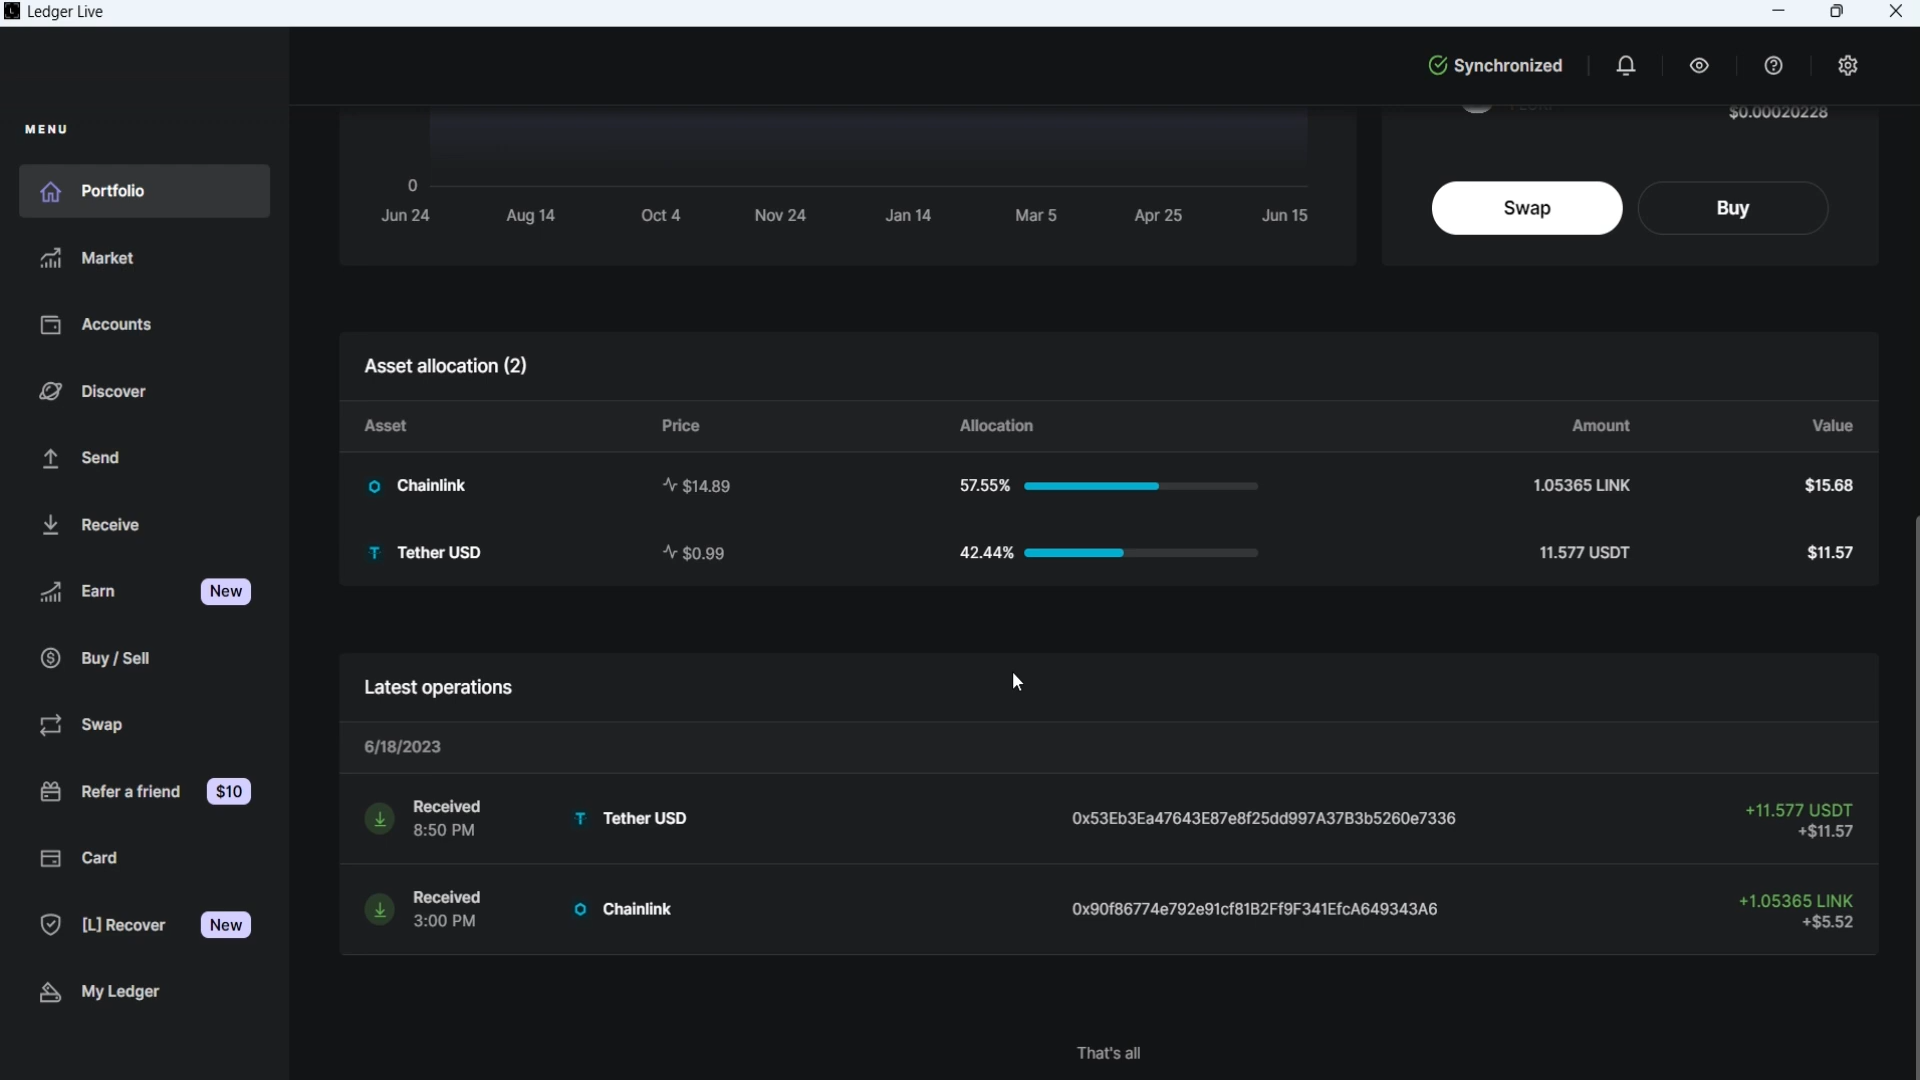 Ledger Live
Synchronized
MENU
Portfolio
Market
Accounts
Discover
Send
Receive
Earn New
Buy / Sell
Swap
Refer a friend $10
Card
[L] Recover New
My Ledger
0
Jun 24 Aug 14 Oct 4 Nov 24 Jan 14 Mar 5 Apr 25 Jun 15
$0.00020228
Swap Buy
Asset allocation (2)
Asset Price Allocation Amount Value
Chainlink $14.89 57.55% 1.05365 LINK $15.68
Tether USD $0.99 42.44% 11.577 USDT $11.57
Latest operations
6/18/2023
Received Tether USD 0x53Eb3Ea47643E87e8f25dd997A37B3b5260e7336 +11.577 USDT
8:50 PM +$11.57
Received Chainlink 0x90f86774e792e91cf81B2Ff9F341EfcA649343A6 +1.05365 LINK
3:00 PM +$5.52
That's all